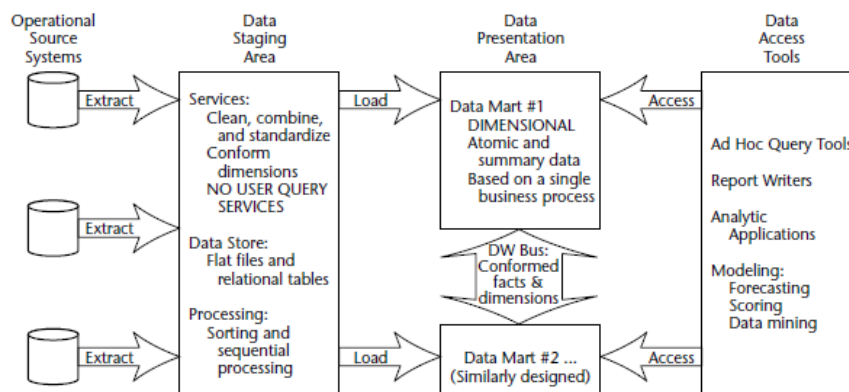 Operational
Source
Systems
Data
Staging
Area
Data
Presentation
Area
Data
Access
Tools
Extract
Extract
Extract
Services:
Clean, combine,
and standardize
Conform
dimensions
NO USER QUERY
SERVICES
Data Store:
Flat files and
relational tables
Processing:
Sorting and
sequential
processing
Load
Load
Data Mart #1
DIMENSIONAL
Atomic and
summary data
Based on a single
business process
DW Bus:
Conformed
facts &
dimensions
Data Mart #2 ...
(Similarly designed)
Access
Access
Ad Hoc Query Tools
Report Writers
Analytic
Applications
Modeling:
Forecasting
Scoring
Data mining